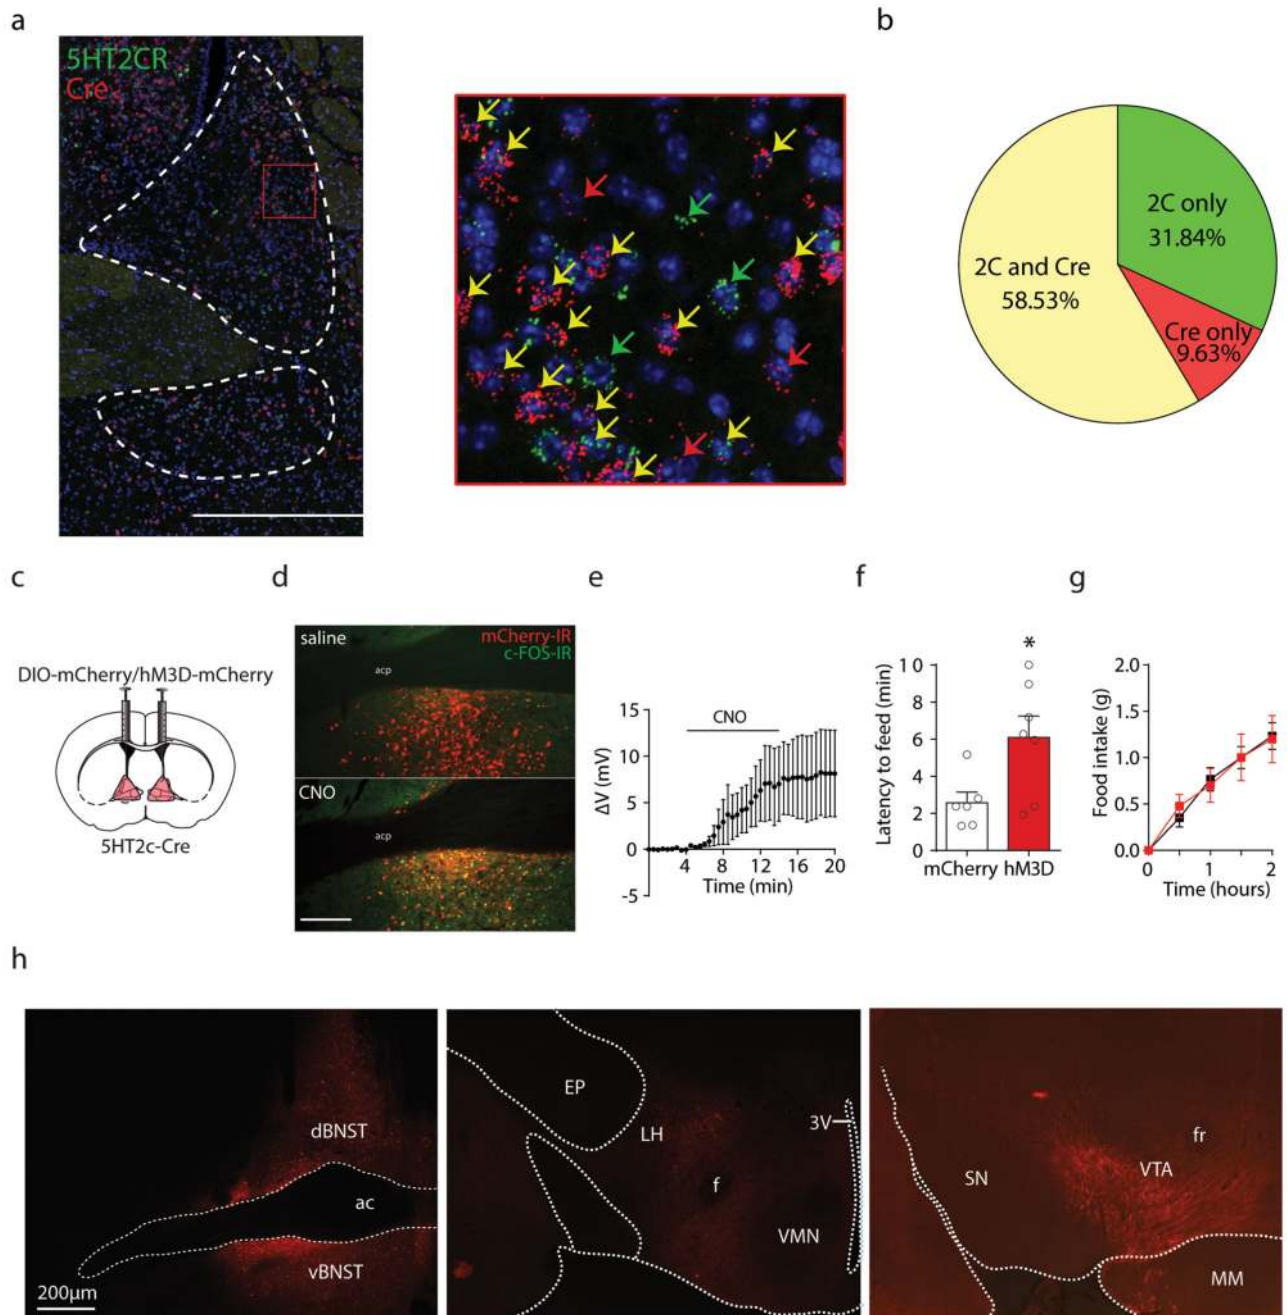 a
5HT2CR
Cre
b
2C only
31.84%
2C and Cre
58.53%
Cre only
9.63%
c
DIO-mCherry/hM3D-mCherry
5HT2c-Cre
d
saline
mCherry-IR
c-FOS-IR
acp
CNO
acp
e
CNO
ΔV (mV)
15
10
5
0
-5
4 8 12 16 20
Time (min)
f
*
Latency to feed (min)
10
8
6
4
2
0
mCherry hM3D
g
Food intake (g)
2.0
1.5
1.0
0.5
0.0
0 1 2
Time (hours)
h
dBNST
ac
vBNST
200µm
EP
LH
3V
f
VMN
fr
VTA
SN
MM